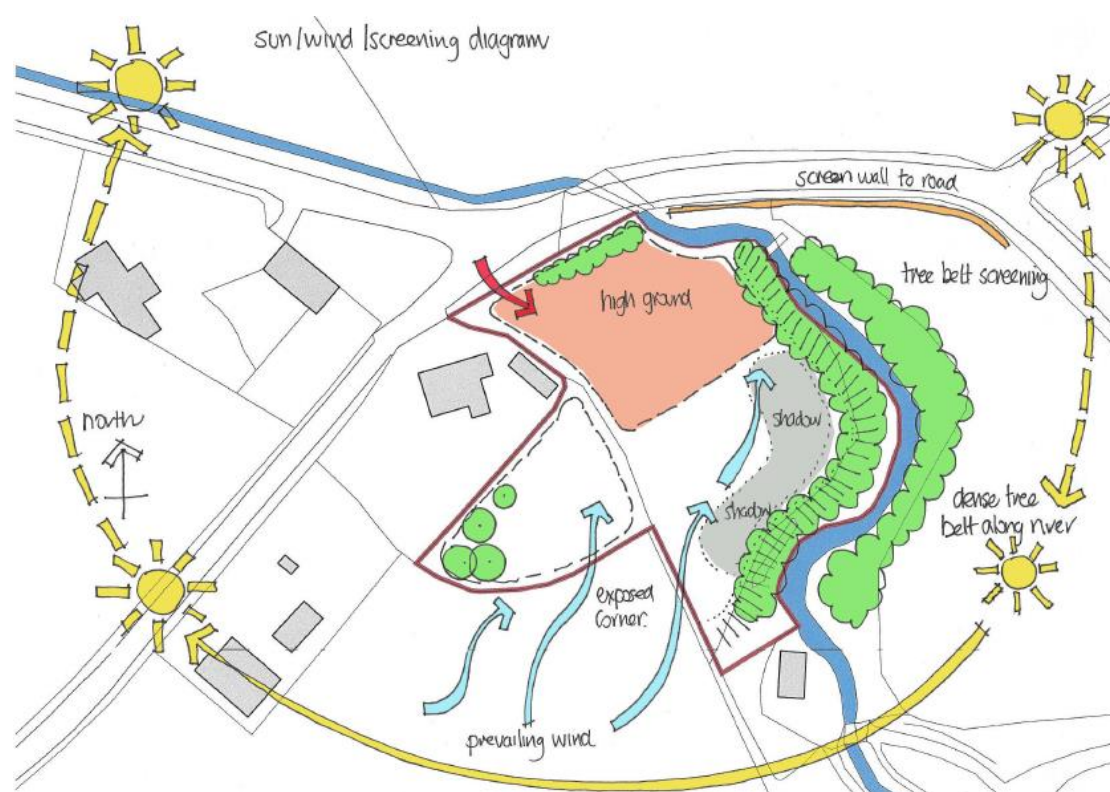 sun/wind/screening diagram
screen wall to road
tree belt screening
high ground
north
shadow
shadow
dense tree
belt along river
exposed
corner.
prevailing wind